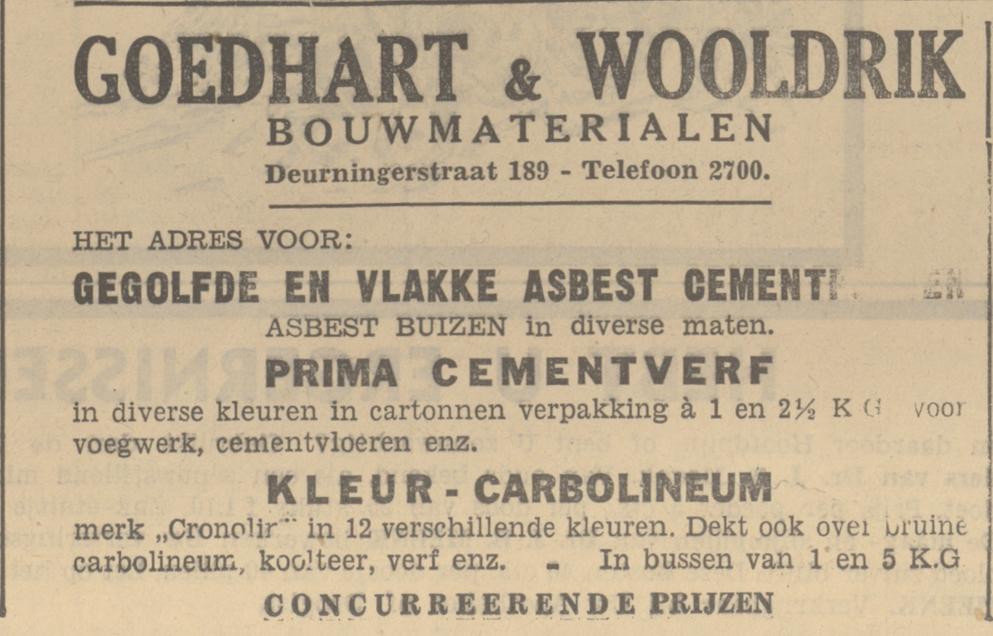 GOEDHART & WOOLDRIK
BOUWMATERIALEN
Deurningerstraat 189 - Telefoon 2700.
HET ADRES VOOR:
GEGOLFDE EN VLAKKE ASBEST
ASBEST BUIZEN in diverse maten.
PRIMA CEMENTVERF
in diverse kleuren in cartonnen verpakking à 1 en 2½ K G voor
voegwerk, cementvloeren enz.
KLEUR - CARBOLINEUM
merk in 12 verschillende kleuren. Dekt ook over bruine
carbolineum, koolteer, verf enz. - In bussen van 1 en 5 K.G
CONCURREERENDE PRIJZEN